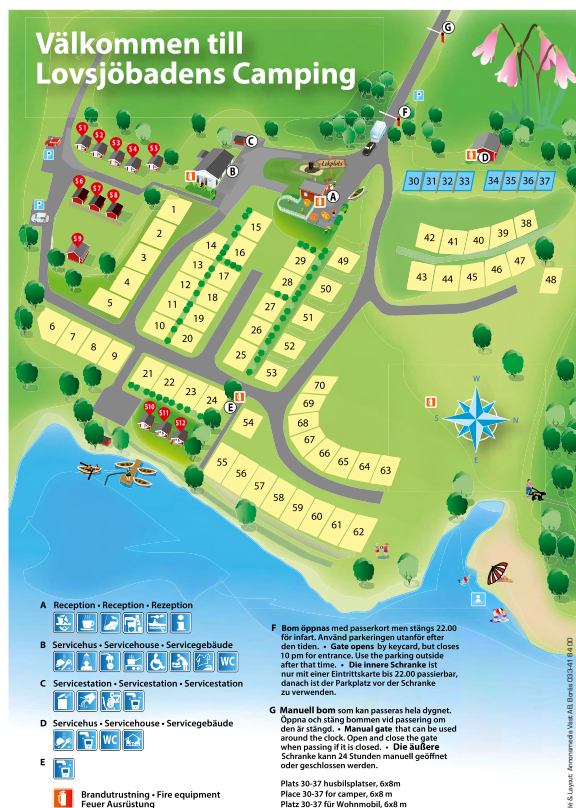 Välkommen till
Lovsjöbadens Camping
G
P
F
S1
S2
S3
S4
S5
P
C
D
B
Lekplats
A
30 31 32 33 34 35 36 37
S6
S7
S8
P
S9
1
2
3
4
5
6
7
8
9
10
11
12
13
14
15
16
17
18
19
20
21
22
23
24
25
26
27
28
29
49
50
51
52
53
42 41 40 39 38
43 44 45 46 47
48
E
S10
S11
S12
54
55
56
57
58
59
60
61
62
63
64
65
66
67
68
69
70
W
S
N
E
A Reception • Reception • Rezeption
B Servicehus • Servicehouse • Servicegebäude
WC
C Servicestation • Servicestation • Servicestation
D Servicehus • Servicehouse • Servicegebäude
WC
E
Brandutrustning • Fire equipment
Feuer Ausrüstung
F Bom öppnas med passerkort men stängs 22.00
för infart. Använd parkeringen utanför efter
den tiden. • Gate opens by keycard, but closes
10 pm for entrance. Use the parking outside
after that time. • Die innere Schranke ist
nur mit einer Eintrittskarte bis 22.00 passierbar,
danach ist der Parkplatz vor der Schranke
zu verwenden.
G Manuell bom som kan passeras hela dygnet.
Öppna och stäng bommen vid passering om
den är stängd. • Manual gate that can be used
around the clock. Open and close the gate
when passing if it is closed. • Die äußere
Schranke kann 24 Stunden manuell geöffnet
oder geschlossen werden.
Plats 30-37 husbilsplatser, 6x8m
Place 30-37 for camper, 6x8 m
Platz 30-37 für Wohnmobil, 6x8 m
& Layout: Annonsmedia Väst AB, Borås 033-41 84 00